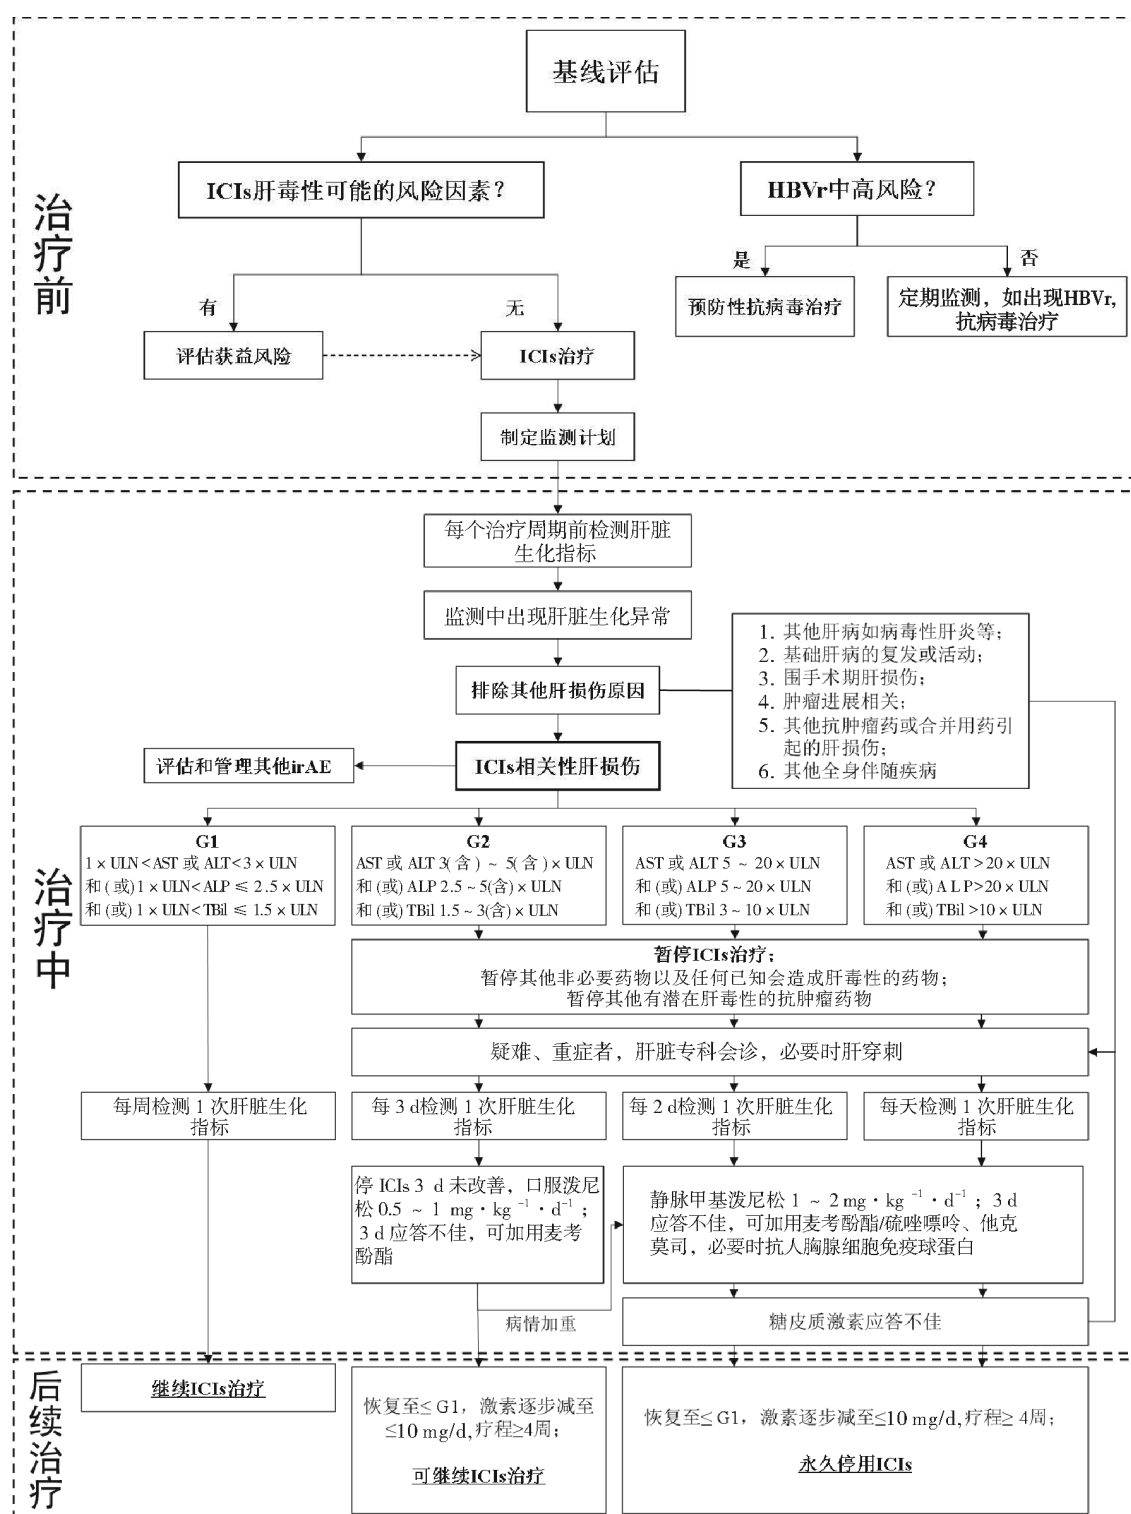 治疗前
基线评估
ICIs肝毒性可能的风险因素？
HBVr中高风险？
有
无
是
否
评估获益风险
ICIs治疗
预防性抗病毒治疗
定期监测，如出现HBVr,
抗病毒治疗
制定监测计划
治疗中
每个治疗周期前检测肝脏
生化指标
监测中出现肝脏生化异常
排除其他肝损伤原因
1. 其他肝病如病毒性肝炎等；
2. 基础肝病的复发或活动；
3. 围手术期肝损伤；
4. 肿瘤进展相关；
5. 其他抗肿瘤药或合并用药引
起的肝损伤；
6. 其他全身伴随疾病
评估和管理其他irAE
ICIs相关性肝损伤
G1
1 × ULN<AST 或 ALT<3 × ULN
和 (或) 1 × ULN<ALP ≤ 2.5 × ULN
和 (或) 1 × ULN<TBil ≤ 1.5 × ULN
G2
AST 或 ALT 3(含) ~ 5(含) × ULN
和 (或) ALP 2.5 ~ 5(含) × ULN
和 (或) TBil 1.5 ~ 3(含) × ULN
G3
AST 或 ALT 5 ~ 20 × ULN
和 (或) ALP 5 ~ 20 × ULN
和 (或) TBil 3 ~ 10 × ULN
G4
AST 或 ALT >20 × ULN
和 (或) A L P>20 × ULN
和 (或) TBil >10 × ULN
暂停ICIs治疗；
暂停其他非必要药物以及任何已知会造成肝毒性的药物；
暂停其他有潜在肝毒性的抗肿瘤药物
疑难、重症者，肝脏专科会诊，必要时肝穿刺
每周检测 1 次肝脏生化
指标
每 3 d检测 1 次肝脏生化
指标
每 2 d检测 1 次肝脏生化
指标
每天检测 1 次肝脏生化
指标
停 ICIs 3 d 未改善，口服泼尼
松 0.5 ~ 1 mg · kg⁻¹ · d⁻¹；
3 d 应答不佳，可加用麦考
酚酯
静脉甲基泼尼松 1 ~ 2 mg · kg⁻¹ · d⁻¹；3 d
应答不佳，可加用麦考酚酯/硫唑嘌呤、他克
莫司，必要时抗人胸腺细胞免疫球蛋白
病情加重
糖皮质激素应答不佳
后续治疗
继续ICIs治疗
恢复至≤ G1，激素逐步减至
≤10 mg/d,疗程≥4周；
可继续ICIs治疗
恢复至≤ G1，激素逐步减至≤10 mg/d,疗程≥ 4周；
永久停用ICIs